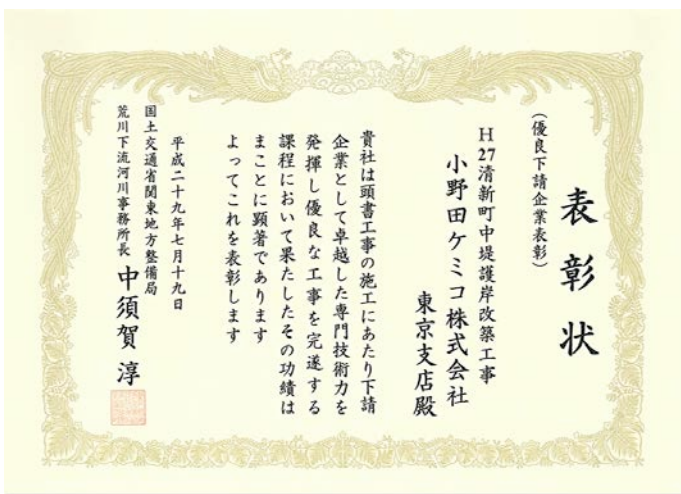 表彰状
(優良下請企業表彰)
H27清新町中堤護岸改築工事
小野田ケミコ株式会社
東京支店殿
貴社は頭書工事の施工にあたり下請
企業として卓越した専門技術力を
発揮し優良な工事を完遂する
課程において果たしたその功績は
まことに顕著であります
よってこれを表彰します
平成二十九年七月十九日
国土交通省関東地方整備局
荒川下流河川事務所長 中須賀淳